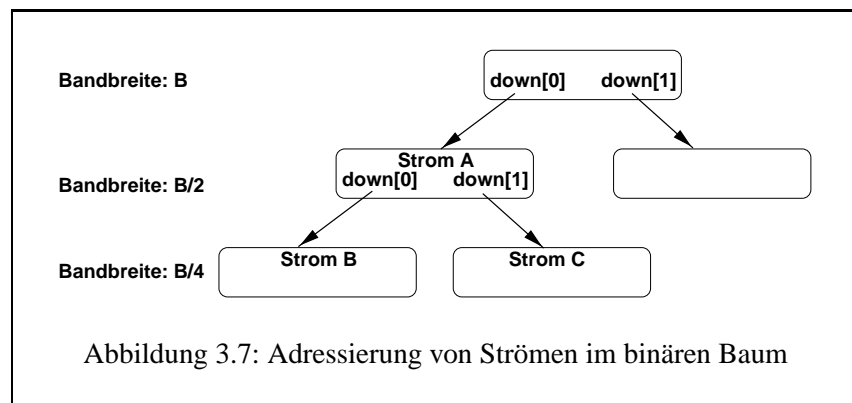 Bandbreite: B
down[0] down[1]
Strom A
Bandbreite: B/2
down[0] down[1]
Strom B
Strom C
Bandbreite: B/4
Abbildung 3.7: Adressierung von Strömen im binären Baum